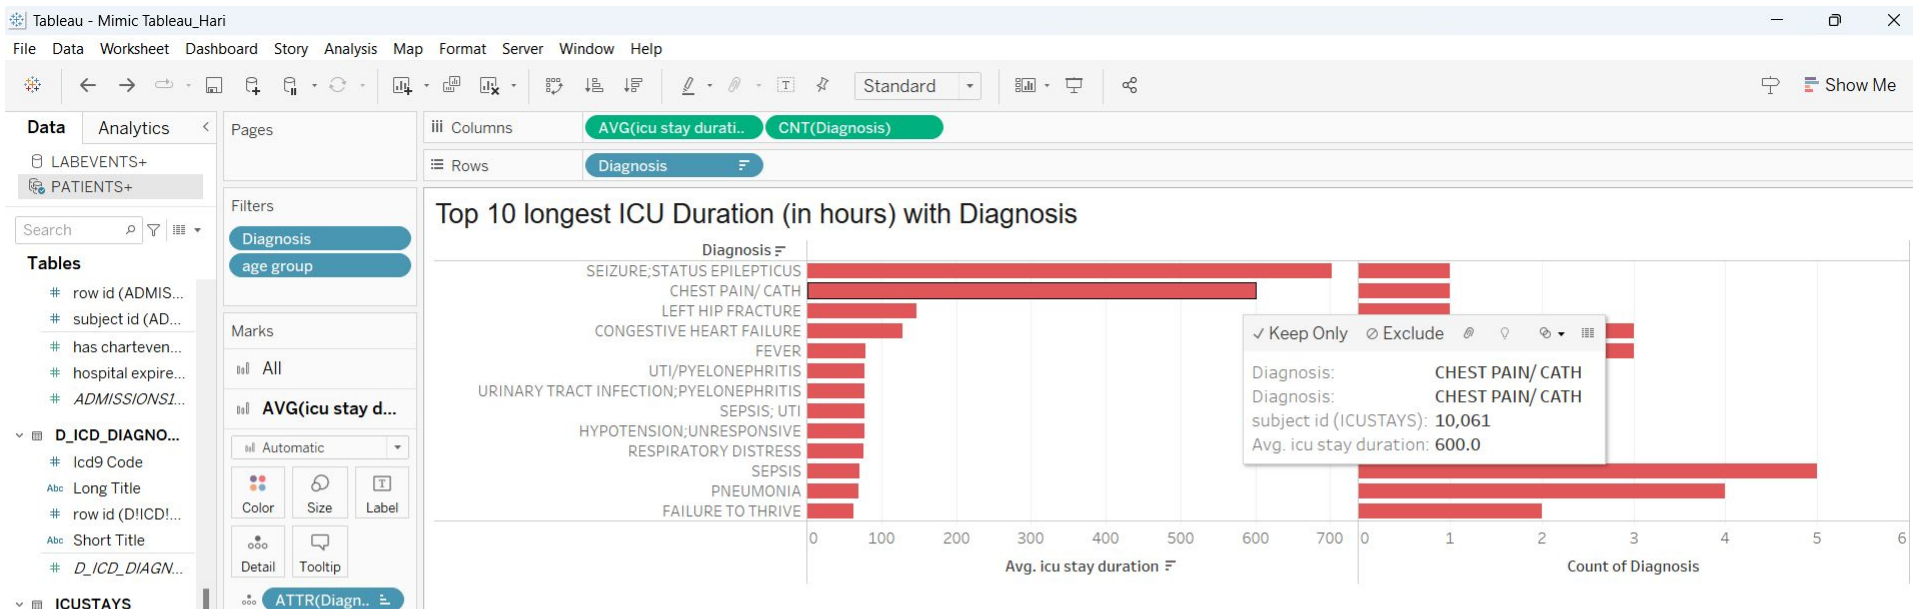 Tableau - Mimic Tableau_Hari
File Data Worksheet Dashboard Story Analysis Map Format Server Window Help
Standard
Show Me
Data Analytics
LABEVENTS+
PATIENTS+
Search
Tables
# row id (ADMIS...
# subject id (AD...
# has charteven...
# hospital expire...
# ADMISSIONS1...
D_ICD_DIAGNO...
# Icd9 Code
Abc Long Title
# row id (D!ICD!...
Abc Short Title
# D_ICD_DIAGN...
ICUSTAYS
Pages
Filters
Diagnosis
age group
Marks
All
AVG(icu stay d...
Automatic
Color Size Label
Detail Tooltip
ATTR(Diagn..
iii Columns AVG(icu stay durati.. CNT(Diagnosis)
Rows Diagnosis
Top 10 longest ICU Duration (in hours) with Diagnosis
Diagnosis
SEIZURE;STATUS EPILEPTICUS
CHEST PAIN/ CATH
LEFT HIP FRACTURE
CONGESTIVE HEART FAILURE
FEVER
UTI/PYELONEPHRITIS
URINARY TRACT INFECTION;PYELONEPHRITIS
SEPSIS; UTI
HYPOTENSION;UNRESPONSIVE
RESPIRATORY DISTRESS
SEPSIS
PNEUMONIA
FAILURE TO THRIVE
Keep Only Exclude
Diagnosis: CHEST PAIN/ CATH
Diagnosis: CHEST PAIN/ CATH
subject id (ICUSTAYS): 10,061
Avg. icu stay duration: 600.0
0 100 200 300 400 500 600 700 0 1 2 3 4 5 6
Avg. icu stay duration Count of Diagnosis